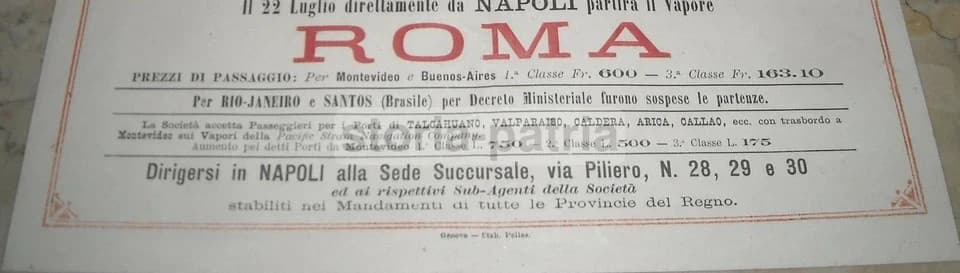 Il 22 Luglio direttamente da NAPOLI partirà il Vapore
ROMA
PREZZI DI PASSAGGIO: Per Montevideo e Buenos-Aires 1.ª Classe Fr. 600 — 3.ª Classe Fr. 163.10
Per RIO-JANEIRO e SANTOS (Brasile) per Decreto Ministeriale furono sospese le partenze.
La Società accetta Passeggieri per i Porti di TALCAHUANO, VALPARAISO, CALDERA, ARICA, CALLAO, ecc. con trasbordo a
Montevideo sui Vapori della Pacific Steam Navigation Companye
Aumento pei detti Porti da Montevideo 1.ª Classe L. 750 — 2.ª Classe L. 500 — 3.ª Classe L. 175
storia patria
Dirigersi in NAPOLI alla Sede Succursale, via Piliero, N. 28, 29 e 30
ed ai rispettivi Sub-Agenti della Società
stabiliti nei Mandamenti di tutte le Provincie del Regno.
Genova — Stab. Pellas.